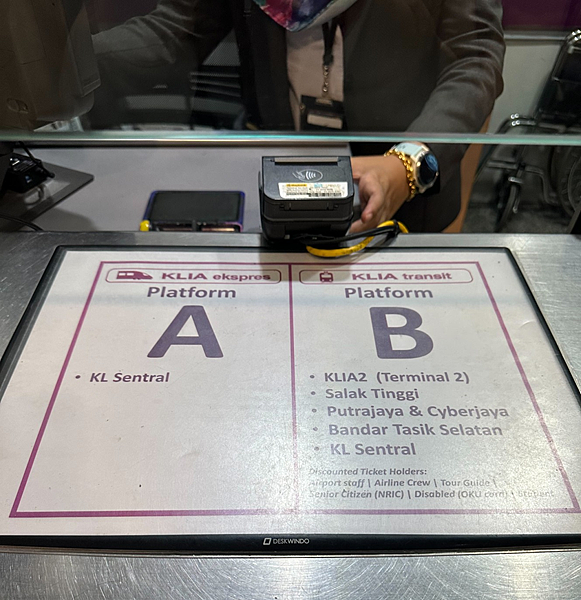 KLIA ekspres
Platform
A
• KL Sentral
KLIA transit
Platform
B
• KLIA2 (Terminal 2)
• Salak Tinggi
• Putrajaya & Cyberjaya
• Bandar Tasik Selatan
• KL Sentral
Discounted Ticket Holders:
Airport staff \ Airline Crew \ Tour Guide \
Senior Citizen (NRIC) \ Disabled (OKU card) \
DESKWINDO